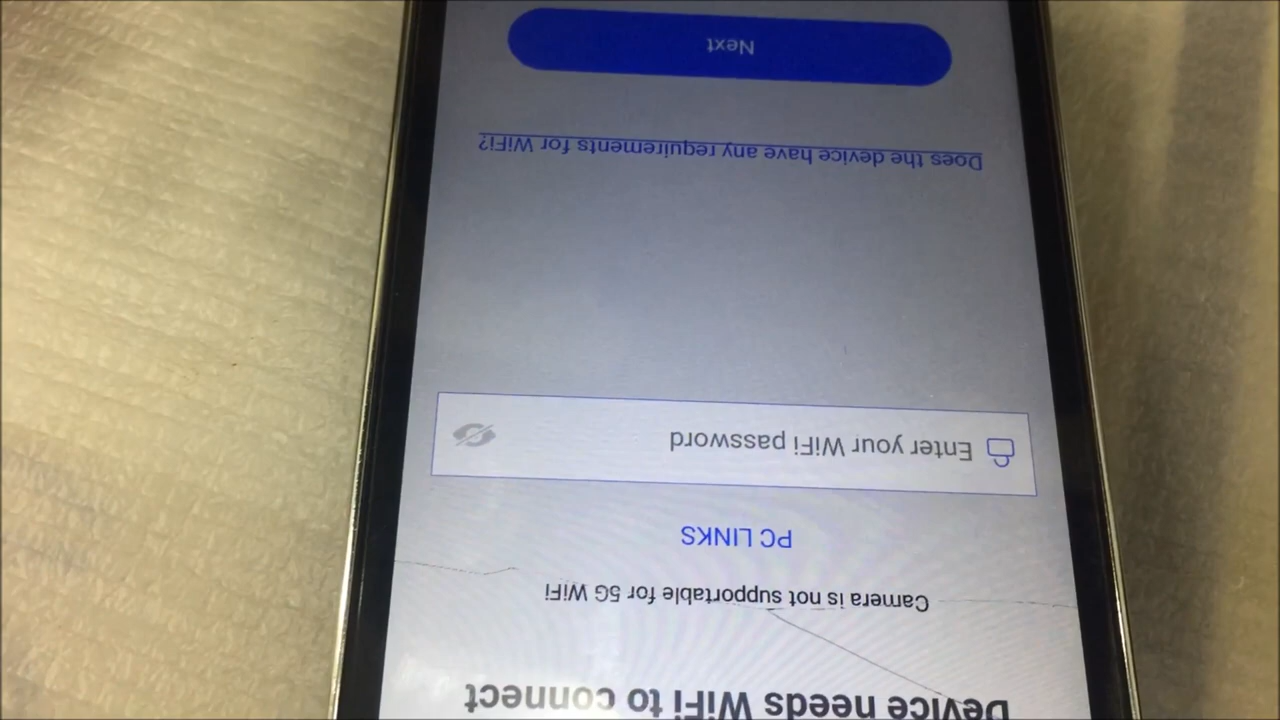 Device needs WiFi to connect
Camera is not supportable for 5G WiFi
PC LINKS
Enter your WiFi password
Does the device have any requirements for WiFi?
Next